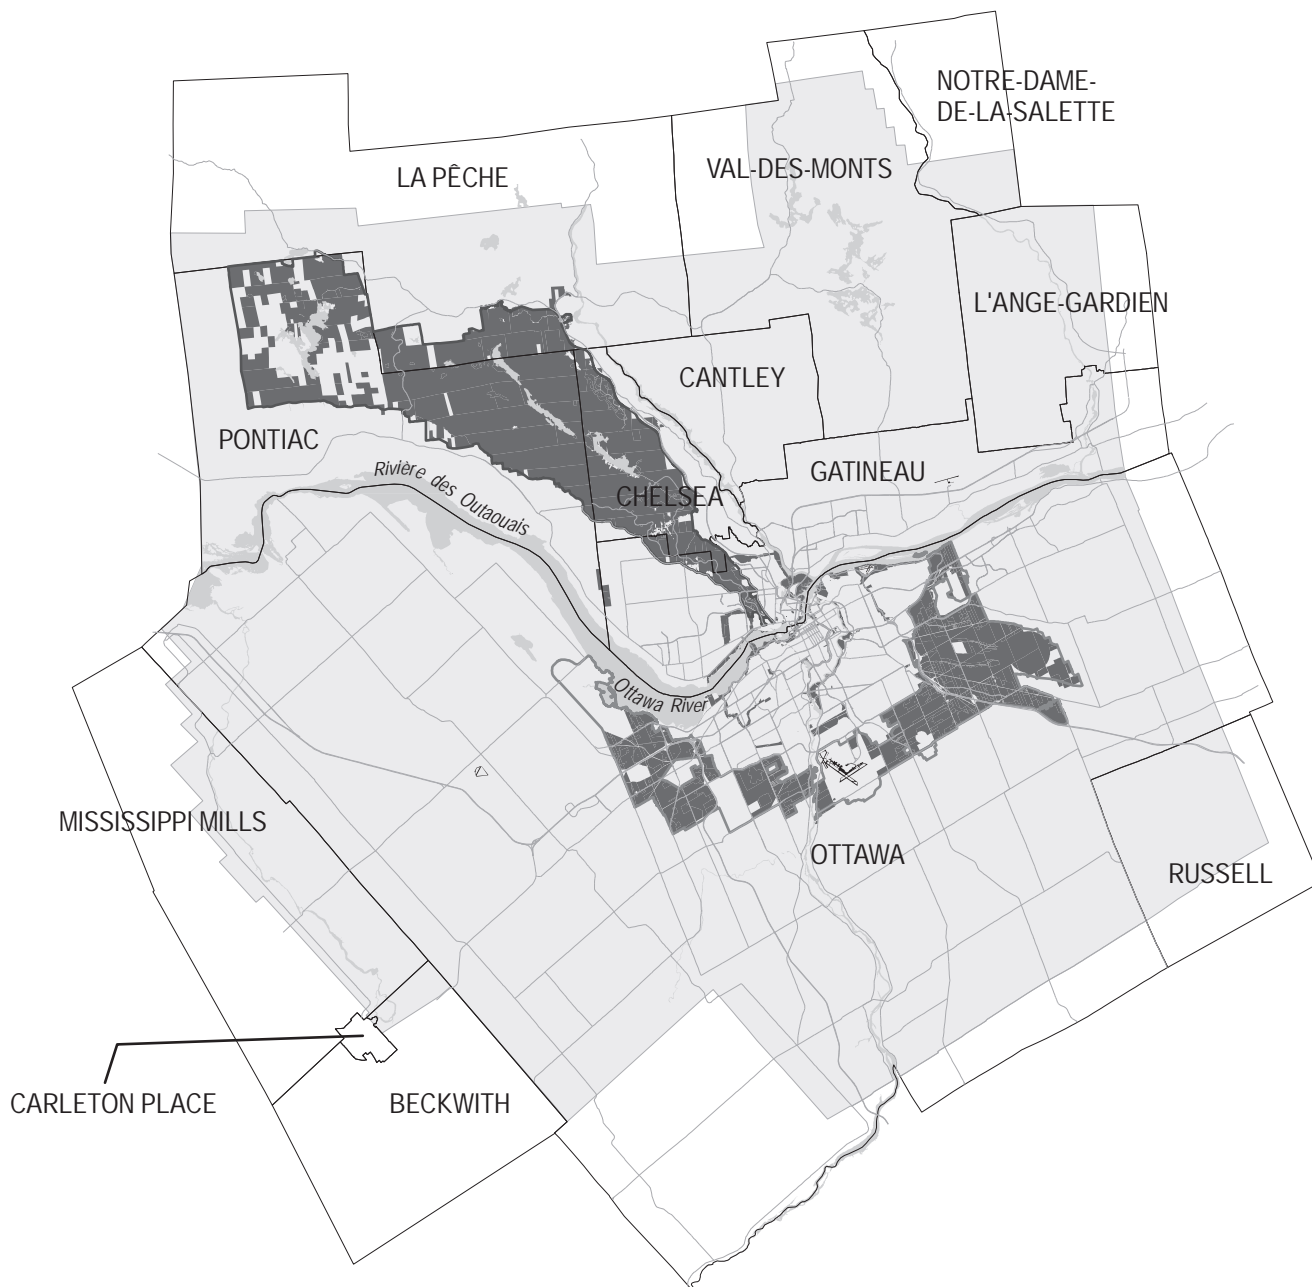 NOTRE-DAME-
DE-LA-SALETTE
LA PÊCHE
VAL-DES-MONTS
L'ANGE-GARDIEN
CANTLEY
PONTIAC
GATINEAU
Rivière des Outaouais
CHELSEA
Ottawa River
MISSISSIPPI MILLS
OTTAWA
RUSSELL
CARLETON PLACE
BECKWITH